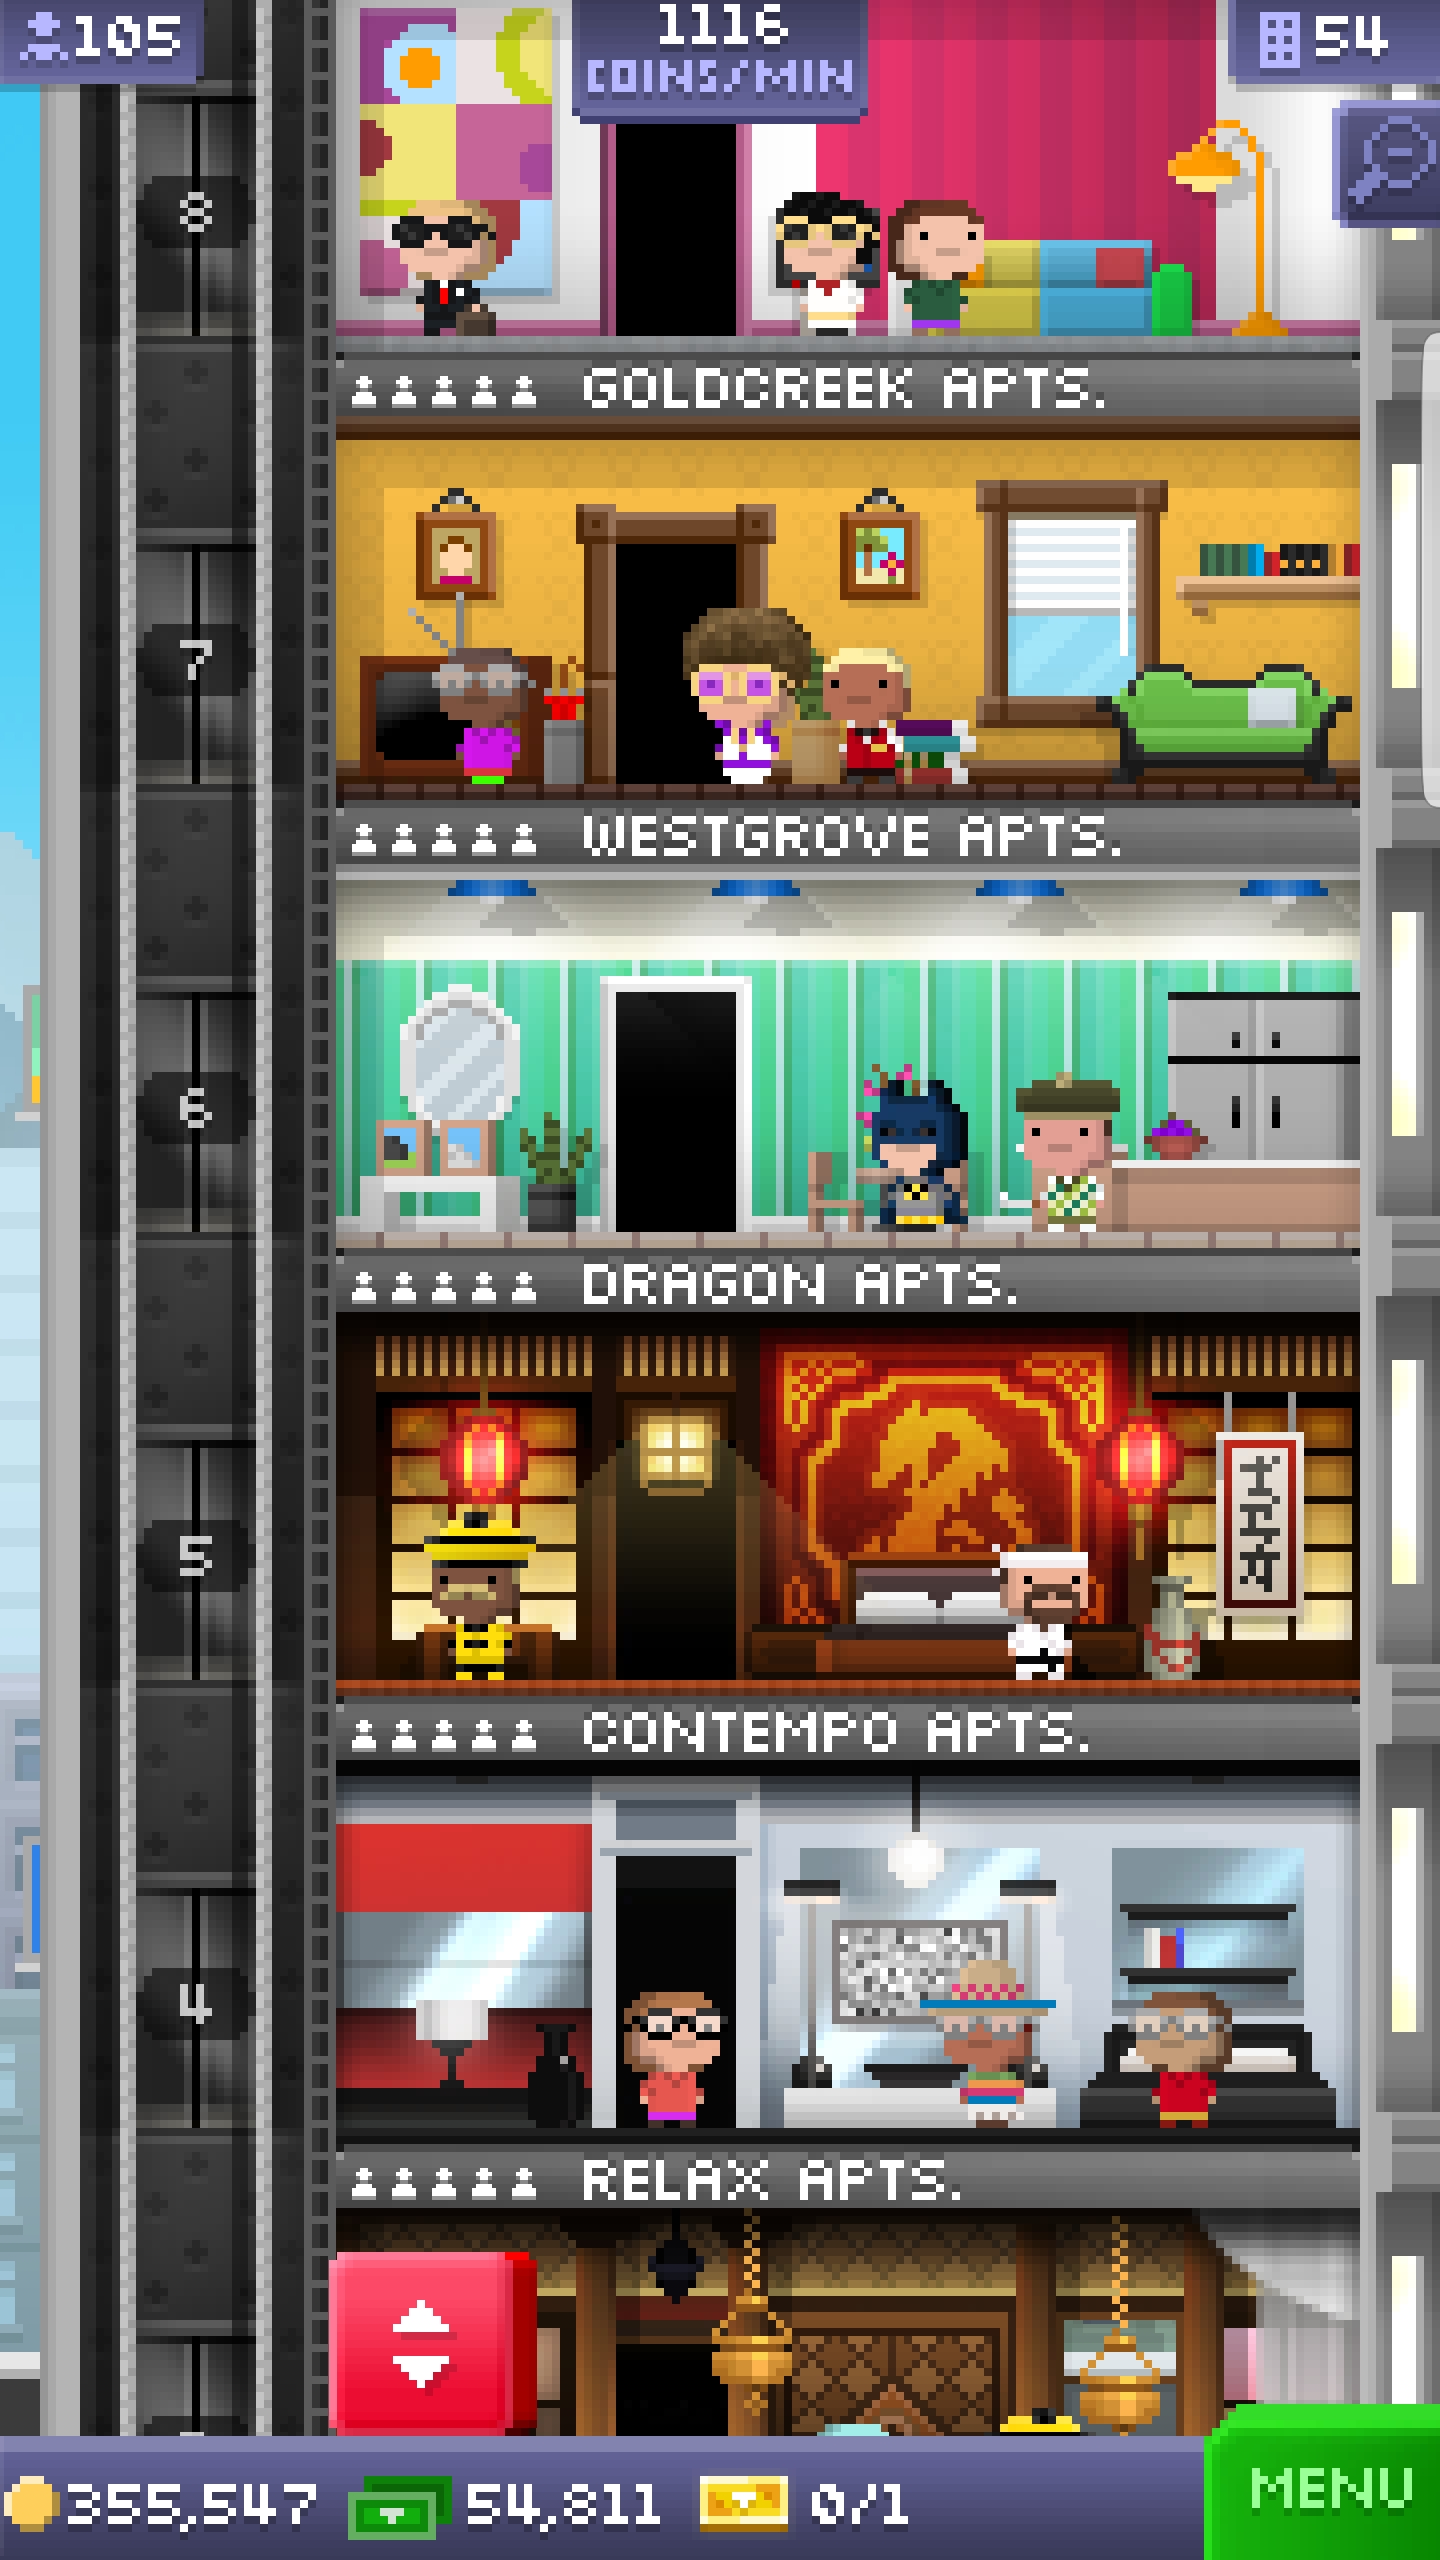 105
1116
COINS/MIN
54
8
GOLDCREEK APTS.
7
WESTGROVE APTS.
6
DRAGON APTS.
5
CONTEMPO APTS.
4
RELAX APTS.
355,547 54,811 0/1 MENU